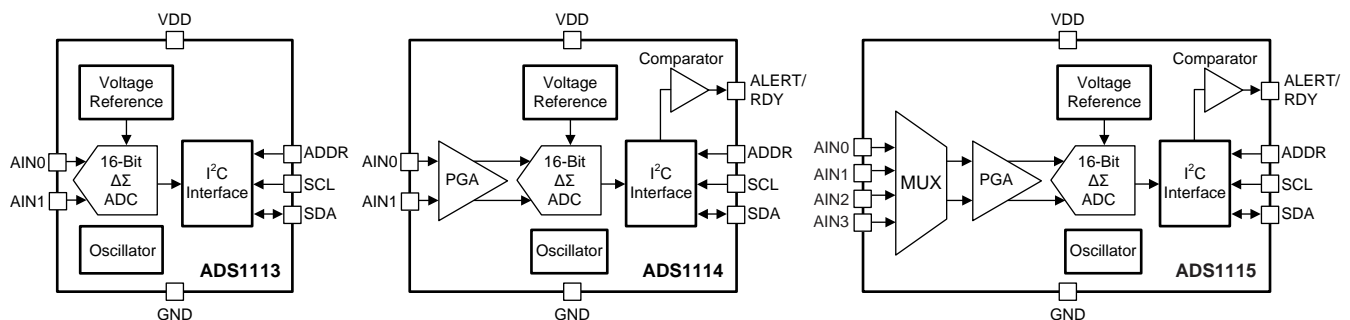 VDD
Voltage
Reference
AIN0
AIN1
16-Bit
ΔΣ
ADC
I²C
Interface
ADDR
SCL
SDA
Oscillator
ADS1113
GND
VDD
Comparator
ALERT/
RDY
Voltage
Reference
AIN0
AIN1
PGA
16-Bit
ΔΣ
ADC
I²C
Interface
ADDR
SCL
SDA
Oscillator
ADS1114
GND
VDD
Comparator
ALERT/
RDY
Voltage
Reference
AIN0
AIN1
AIN2
AIN3
MUX
PGA
16-Bit
ΔΣ
ADC
I²C
Interface
ADDR
SCL
SDA
Oscillator
ADS1115
GND